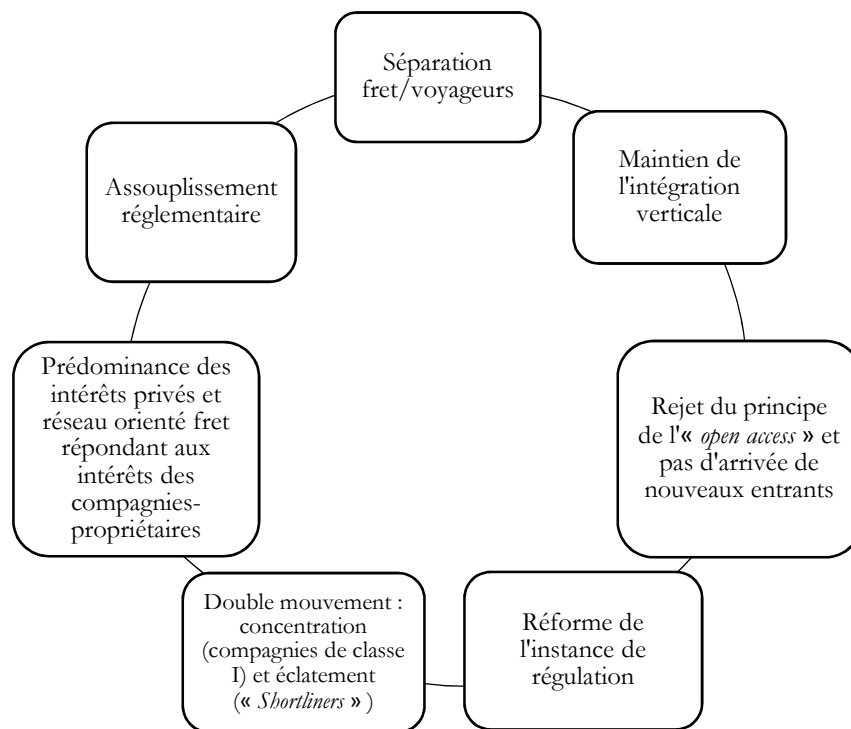 Séparation
fret/voyageurs
Maintien de
l'intégration
verticale
Rejet du principe
de l'« open access » et
pas d'arrivée de
nouveaux entrants
Réforme de
l'instance de
régulation
Double mouvement :
concentration
(compagnies de classe
I) et éclatement
(« Shortliners » )
Prédominance des
intérêts privés et
réseau orienté fret
répondant aux
intérêts des
compagnies-
propriétaires
Assouplissement
réglementaire